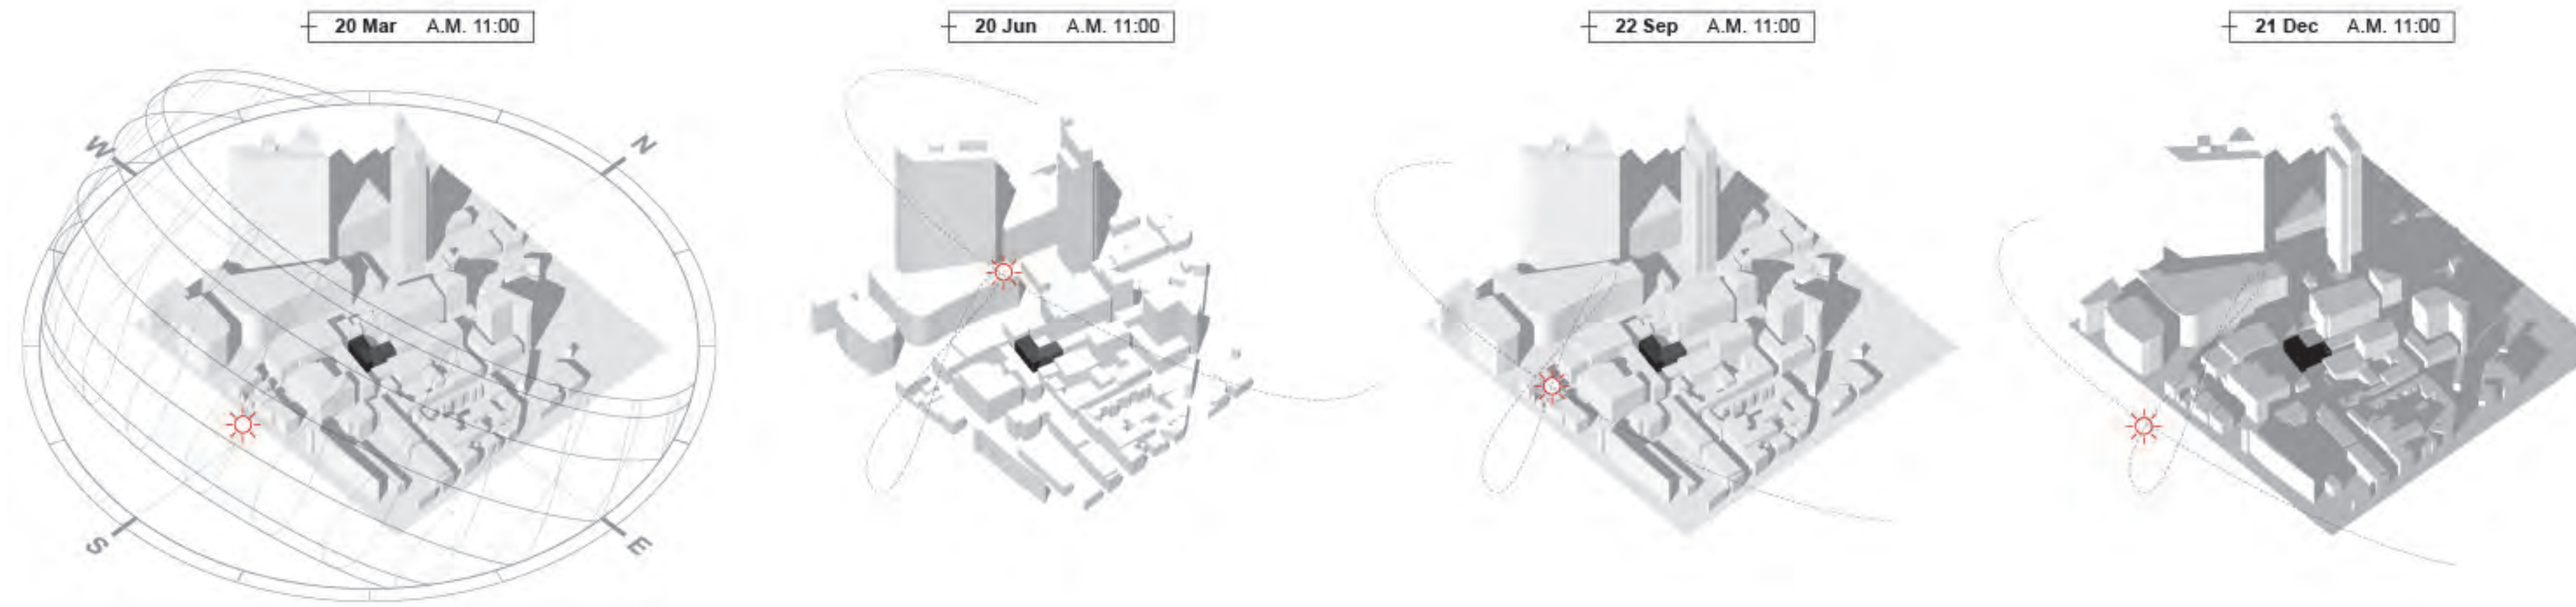 20 Mar A.M. 11:00
20 Jun A.M. 11:00
22 Sep A.M. 11:00
21 Dec A.M. 11:00
W
N
S
E